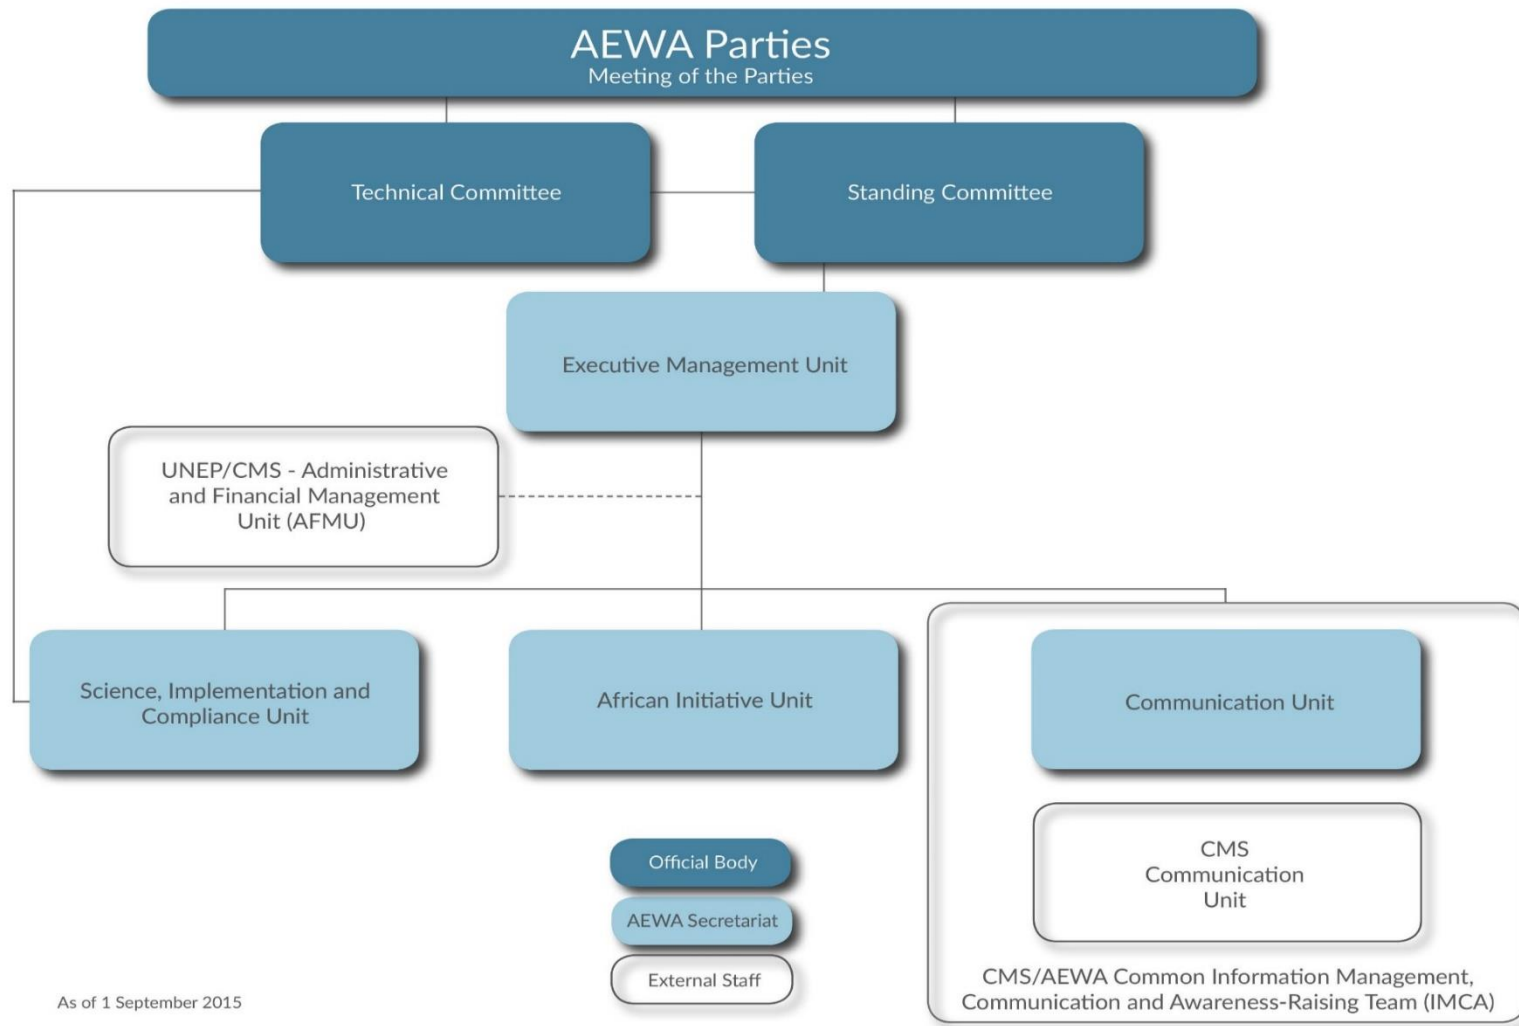 AEWA Parties
Meeting of the Parties
Technical Committee
Standing Committee
Executive Management Unit
UNEP/CMS - Administrative
and Financial Management
Unit (AFMU)
Science, Implementation and
Compliance Unit
African Initiative Unit
Communication Unit
CMS
Communication
Unit
CMS/AEWA Common Information Management,
Communication and Awareness-Raising Team (IMCA)
Official Body
AEWA Secretariat
External Staff
As of 1 September 2015